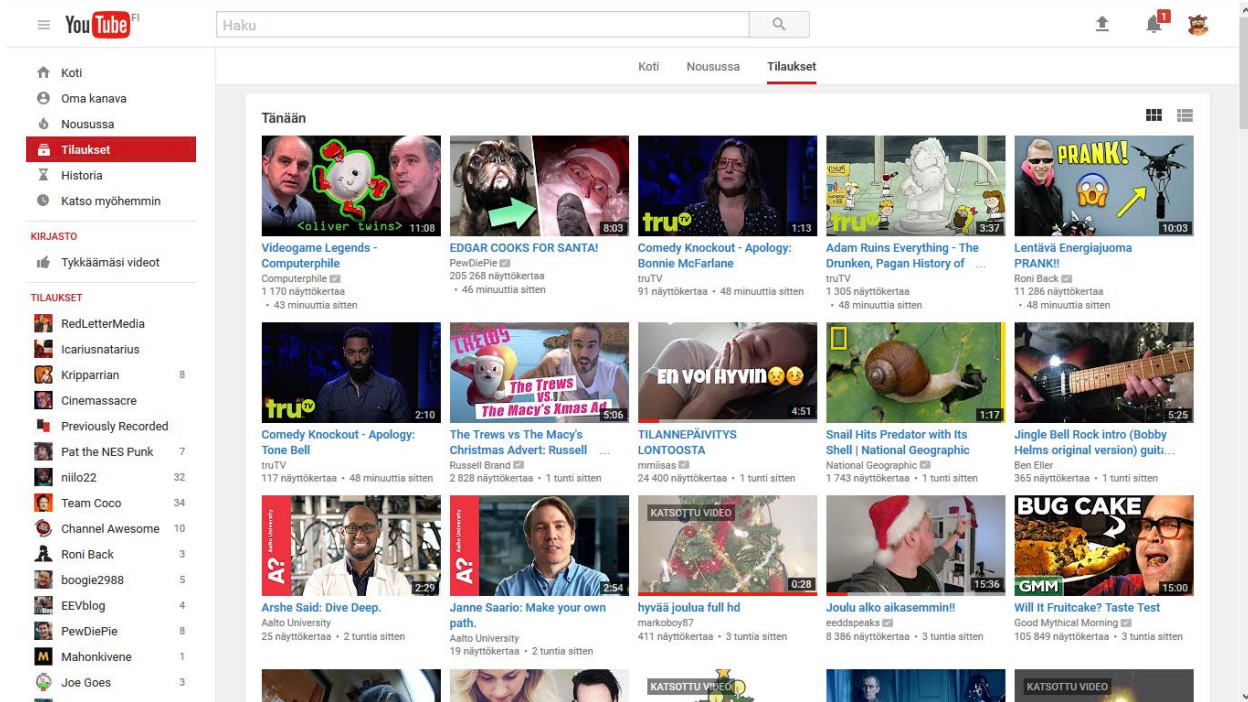 YouTube FI
Haku
1
Koti
Oma kanava
Nousussa
Tilaukset
Historia
Katso myöhemmin
KIRJASTO
Tykkäämäsi videot
TILAUKSET
RedLetterMedia
Icariusnatarius
Kripparrian 8
Cinemassacre
Previously Recorded
Pat the NES Punk 7
niilo22 32
Team Coco 34
Channel Awesome 10
Roni Back 3
boogie2988 5
EEVblog 4
PewDiePie 8
Mahonkivene 1
Joe Goes 3
Koti Nousussa Tilaukset
Tänään
<oliver twins> 11:08
Videogame Legends -
Computerphile
Computerphile
1 170 näyttökertaa
• 43 minuuttia sitten
8:03
EDGAR COOKS FOR SANTA!
PewDiePie
205 268 näyttökertaa
• 46 minuuttia sitten
truTV 1:13
Comedy Knockout - Apology:
Bonnie McFarlane
truTV
91 näyttökertaa • 48 minuuttia sitten
truTV 3:37
Adam Ruins Everything - The
Drunken, Pagan History of ...
truTV
1 305 näyttökertaa
• 48 minuuttia sitten
PRANK!
10:03
Lentävä Energiajuoma
PRANK!!
Roni Back
11 286 näyttökertaa
• 48 minuuttia sitten
truTV 2:10
Comedy Knockout - Apology:
Tone Bell
truTV
117 näyttökertaa • 48 minuuttia sitten
TREWS
The Trews
VS.
The Macy's Xmas Ad
5:06
The Trews vs The Macy's
Christmas Advert: Russell ...
Russell Brand
2 828 näyttökertaa • 1 tunti sitten
EN VOI HYVIN
4:51
TILANNEPÄIVITYS
LONTOOSTA
mmiisas
24 400 näyttökertaa • 1 tunti sitten
1:17
Snail Hits Predator with Its
Shell | National Geographic
National Geographic
1 743 näyttökertaa • 1 tunti sitten
5:25
Jingle Bell Rock intro (Bobby
Helms original version) guita...
Ben Eller
365 näyttökertaa • 1 tunti sitten
Aalto University
A?
2:29
Arshe Said: Dive Deep.
Aalto University
25 näyttökertaa • 2 tuntia sitten
Aalto University
A?
2:54
Janne Saario: Make your own
path.
Aalto University
19 näyttökertaa • 2 tuntia sitten
KATSOTTU VIDEO
0:28
hyvää joulua full hd
markoboy87
411 näyttökertaa • 3 tuntia sitten
15:36
Joulu alko aikasemmin!!
eeddspeaks
8 386 näyttökertaa • 3 tuntia sitten
BUG CAKE
GMM 15:00
Will It Fruitcake? Taste Test
Good Mythical Morning
105 849 näyttökertaa • 3 tuntia sitten
KATSOTTU VIDEO
KATSOTTU VIDEO